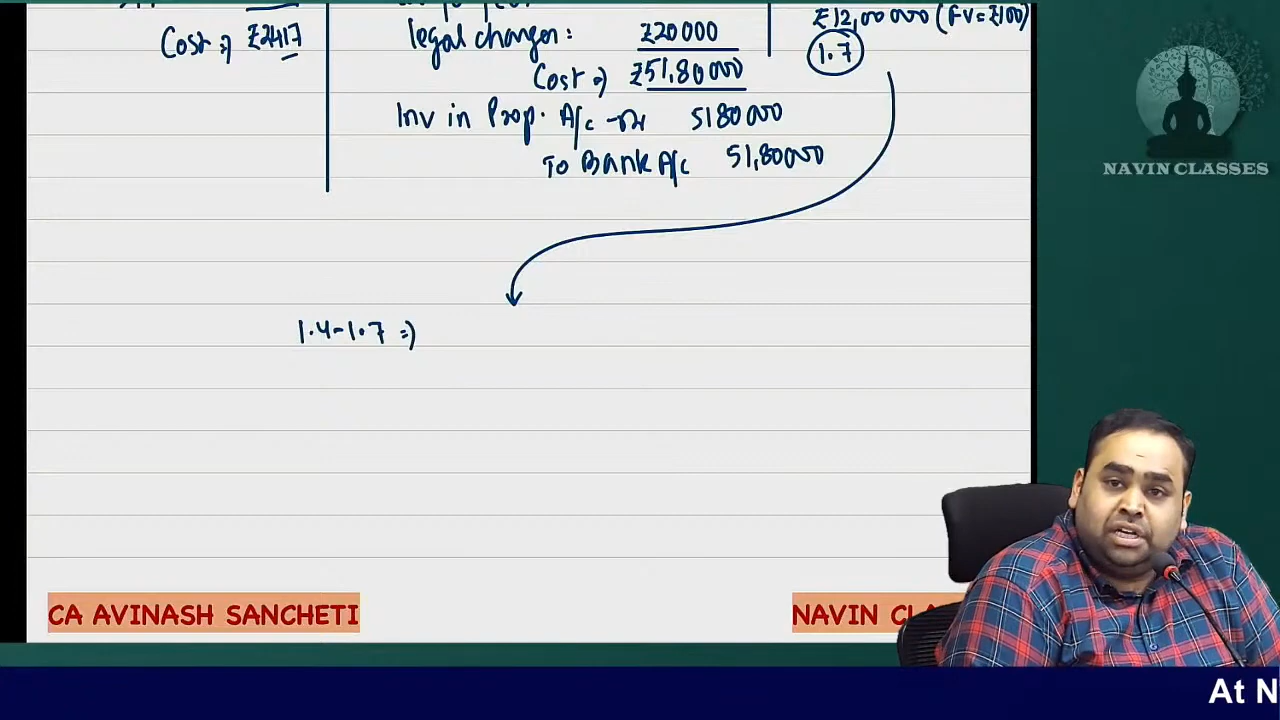 Cost ⇒ ₹2417
legal charges: ₹20000
Cost ⇒ ₹51,80000
Inv in Prop. A/c Dr 5180000
To Bank A/c 51,80000
₹12,00000 (FV=₹100)
1.7
1.4-1.7 ⇒
NAVIN CLASSES
CA AVINASH SANCHETI
NAVIN CL
At N